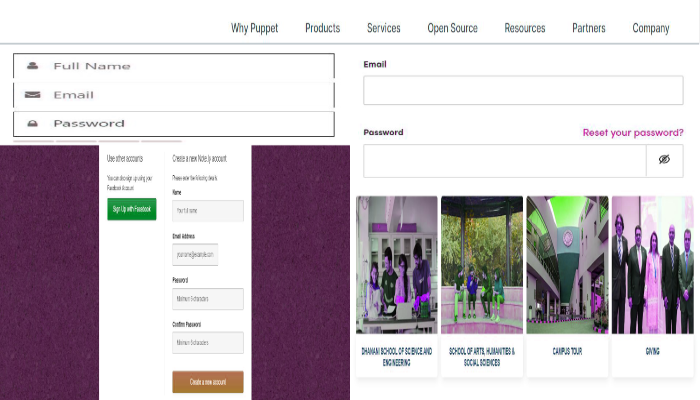 Why Puppet Products Services Open Source Resources Partners Company
Full Name
Email
Password
Email
Password Reset your password?
Use other accounts
You can also sign up using your
Facebook Account
Sign Up with Facebook
Create a new Note.ly account
Please enter the following details
Name
Your full name
Email Address
yourname@example.com
Password
Minimum 6 characters
Confirm Password
Minimum 6 characters
Create a new account
DHANANI SCHOOL OF SCIENCE AND
ENGINEERING
SCHOOL OF ARTS, HUMANITIES &
SOCIAL SCIENCES
CAMPUS TOUR
GIVING